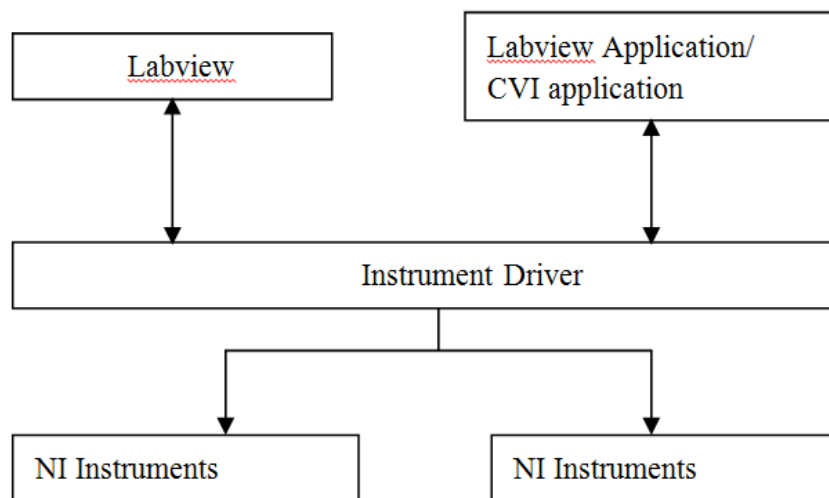 Labview
Labview Application/
CVI application
Instrument Driver
NI Instruments
NI Instruments